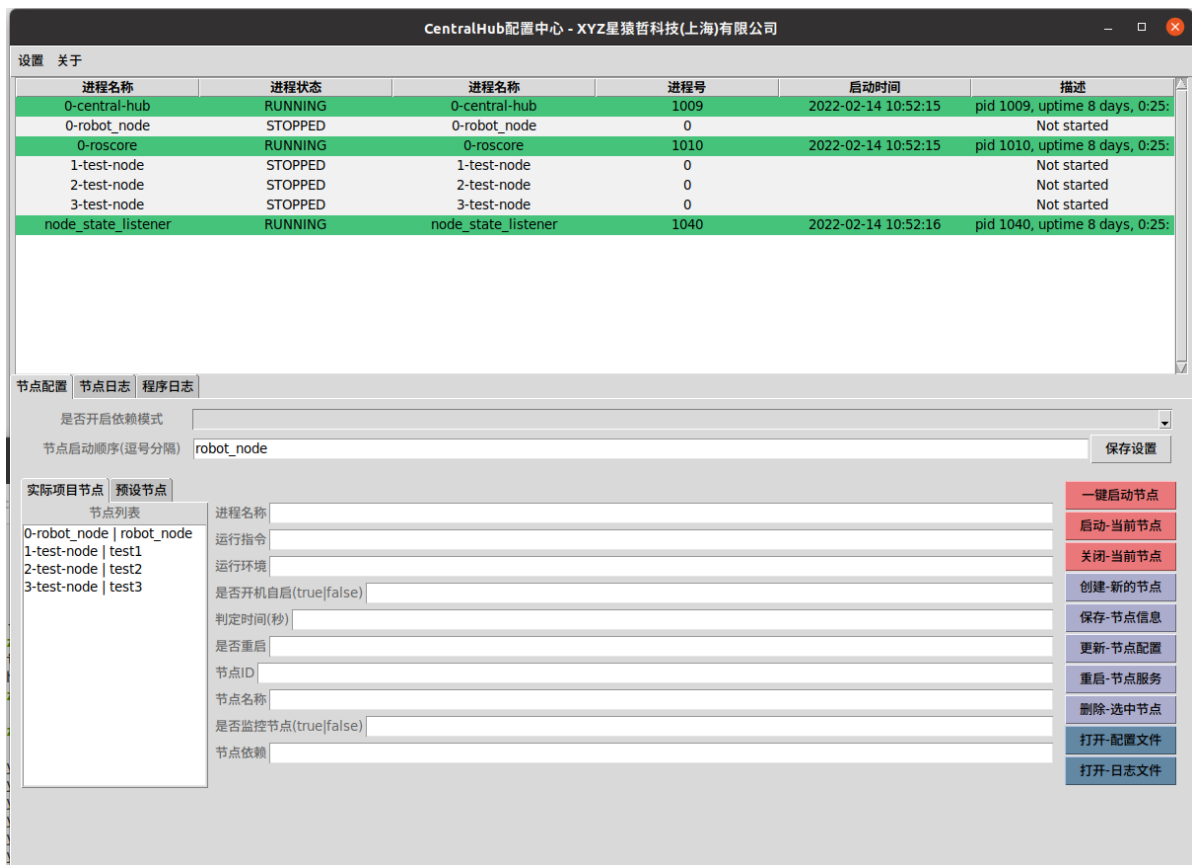 CentralHub配置中心 - XYZ星猿哲科技(上海)有限公司
设置 关于
进程名称 进程状态 进程名称 进程号 启动时间 描述
0-central-hub RUNNING 0-central-hub 1009 2022-02-14 10:52:15 pid 1009, uptime 8 days, 0:25:
0-robot_node STOPPED 0-robot_node 0 Not started
0-roscore RUNNING 0-roscore 1010 2022-02-14 10:52:15 pid 1010, uptime 8 days, 0:25:
1-test-node STOPPED 1-test-node 0 Not started
2-test-node STOPPED 2-test-node 0 Not started
3-test-node STOPPED 3-test-node 0 Not started
node_state_listener RUNNING node_state_listener 1040 2022-02-14 10:52:16 pid 1040, uptime 8 days, 0:25:
节点配置 节点日志 程序日志
是否开启依赖模式
节点启动顺序(逗号分隔) robot_node 保存设置
实际项目节点 预设节点
节点列表
0-robot_node | robot_node
1-test-node | test1
2-test-node | test2
3-test-node | test3
进程名称
运行指令
运行环境
是否开机自启(true|false)
判定时间(秒)
是否重启
节点ID
节点名称
是否监控节点(true|false)
节点依赖
一键启动节点
启动-当前节点
关闭-当前节点
创建-新的节点
保存-节点信息
更新-节点配置
重启-节点服务
删除-选中节点
打开-配置文件
打开-日志文件